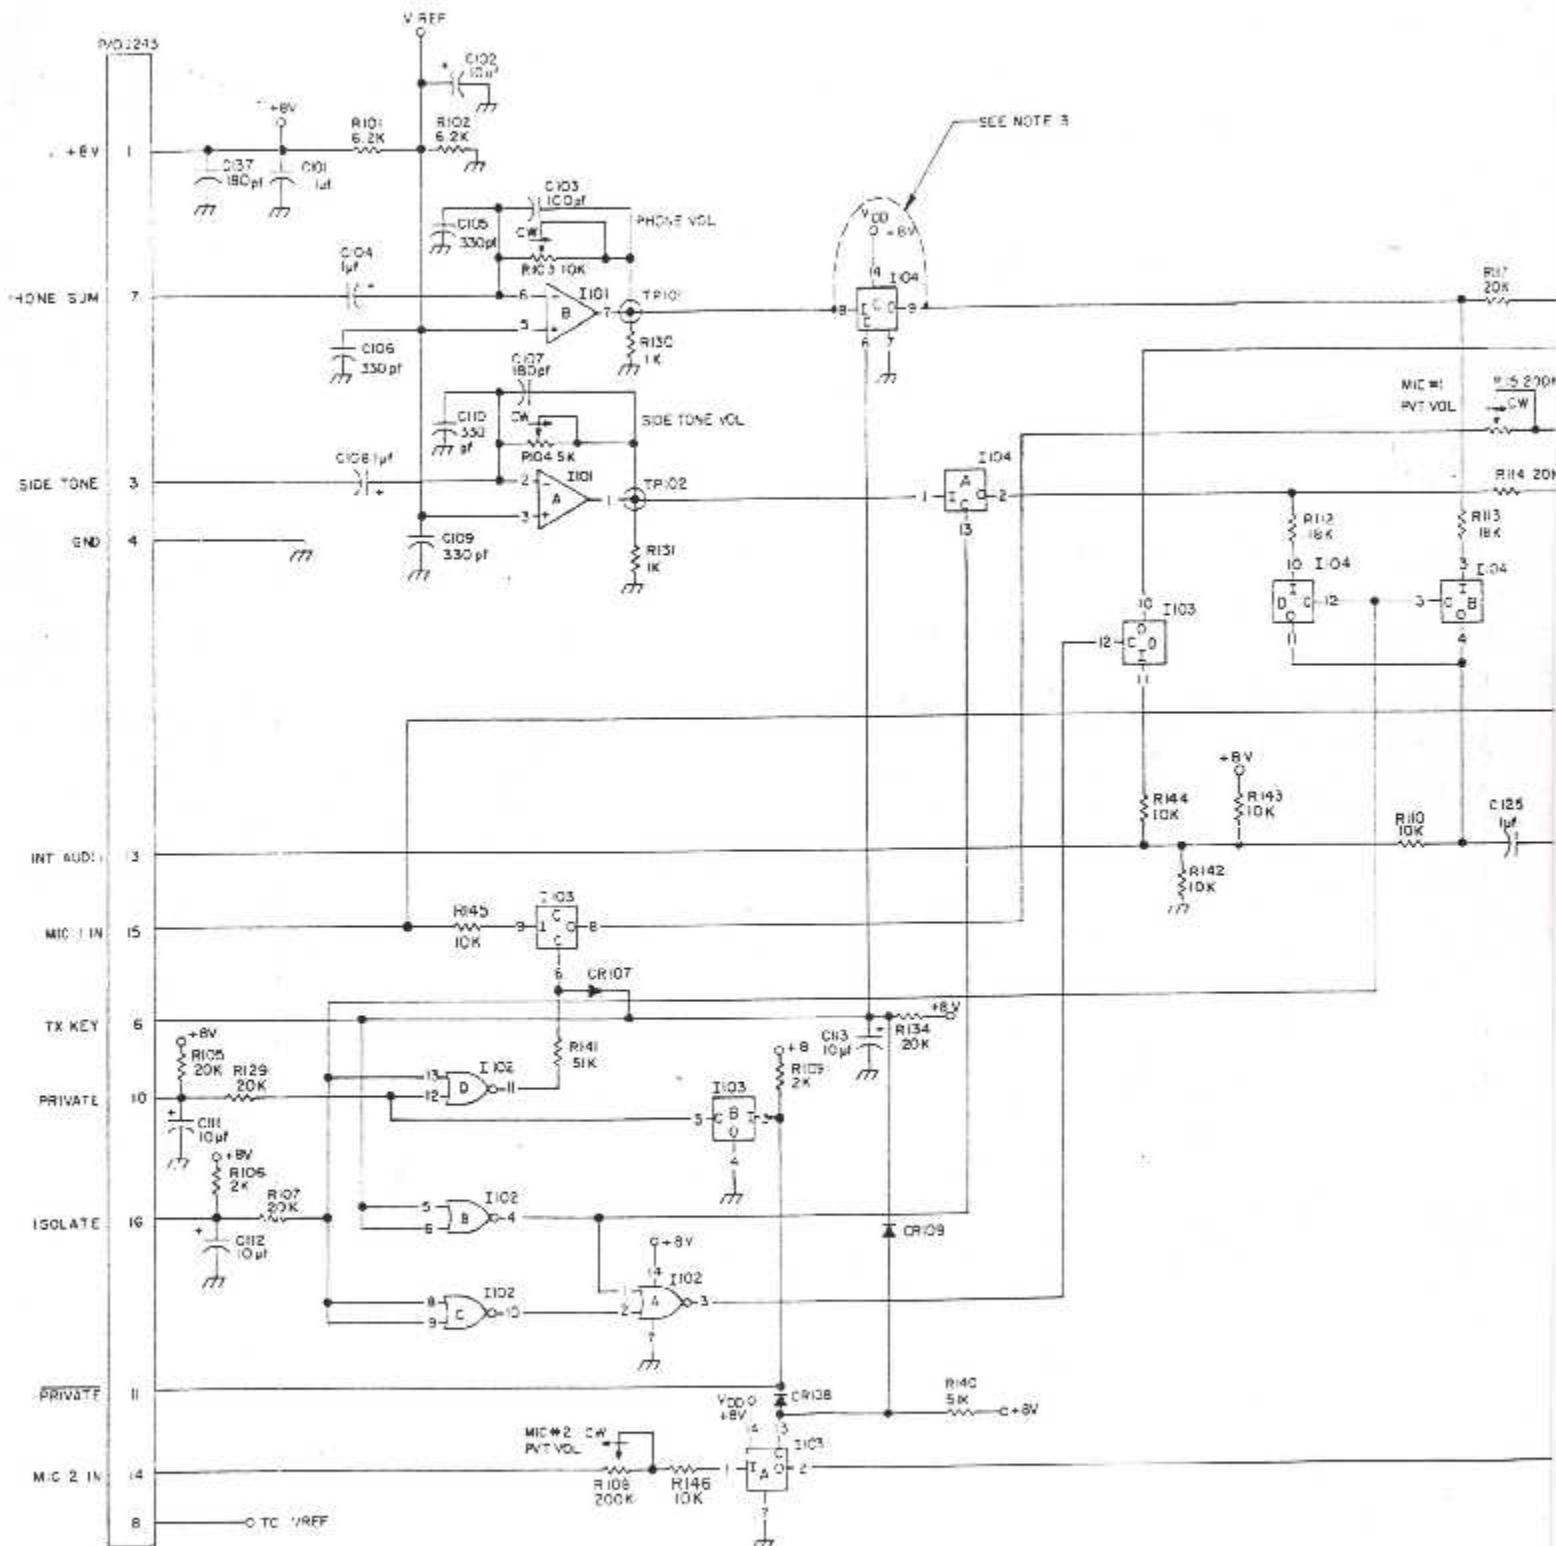 V REF
P/O J243
C102
10µf
+8V
R101
6.2K
R102
6.2K
SEE NOTE 3
+8V
1
C137
180pf
C101
1µf
C103
100pf
PHONE VOL
VDD
+8V
C105
330pf
CW
R103 10K
4
I104
C104
1µf
R117
20K
HONE SUM
7
6
I101
B
7
TP101
8
I
C
O
9
5
C
6
7
C106
330pf
C107
180pf
R130
1K
MIC #1
PVT VOL
R115 200K
CW
C110
330
pf
CW
SIDE TONE VOL
R104 5K
C108 1µf
I101
I104
R114 20K
SIDE TONE
3
2
A
1
TP102
1
I
A
O
2
C
13
3
GND
4
C109
330pf
R131
1K
R112
18K
R113
18K
10
I104
3
I104
10
I103
D
I
C
12
5
C
I
B
O
O
12
C
O
D
11
4
I
11
+8V
R144
10K
R143
10K
R110
10K
C125
1µf
INT AUDI
13
R142
10K
I103
R145
10K
MIC 1 IN
15
9
I
C
O
8
C
6
CR107
TX KEY
6
+8V
+8V
C113
10µf
R134
20K
R105
20K
R129
20K
I102
R141
51K
+8
R109
2K
13
D
11
I103
PRIVATE
10
12
5
C
B
I
3
O
C111
10µf
4
+8V
R106
2K
R107
20K
I102
5
ISOLATE
16
B
4
6
CR109
C112
10µf
+8V
14
I102
I102
1
8
A
3
C
10
2
9
7
PRIVATE
11
CR108
R140
51K
+8V
VDD
+8V
14
13
MIC#2
PVT VOL
CW
I103
MIC 2 IN
14
1
I
C
A
O
2
R108
200K
R146
10K
7
8
TO VREF